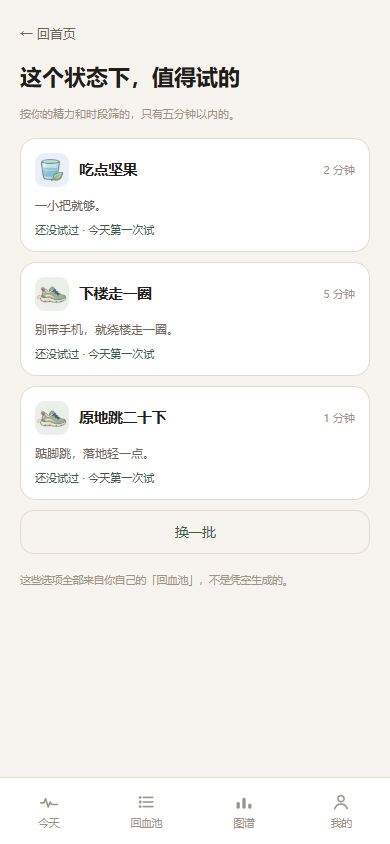 ← 回首页
这个状态下，值得试的
按你的精力和时段筛的，只有五分钟以内的。
吃点坚果
2 分钟
一小把就够。
还没试过 · 今天第一次试
下楼走一圈
5 分钟
别带手机，就绕楼走一圈。
还没试过 · 今天第一次试
原地跳二十下
1 分钟
踮脚跳，落地轻一点。
还没试过 · 今天第一次试
换一批
这些选项全部来自你自己的「回血池」，不是凭空生成的。
今天
回血池
图谱
我的